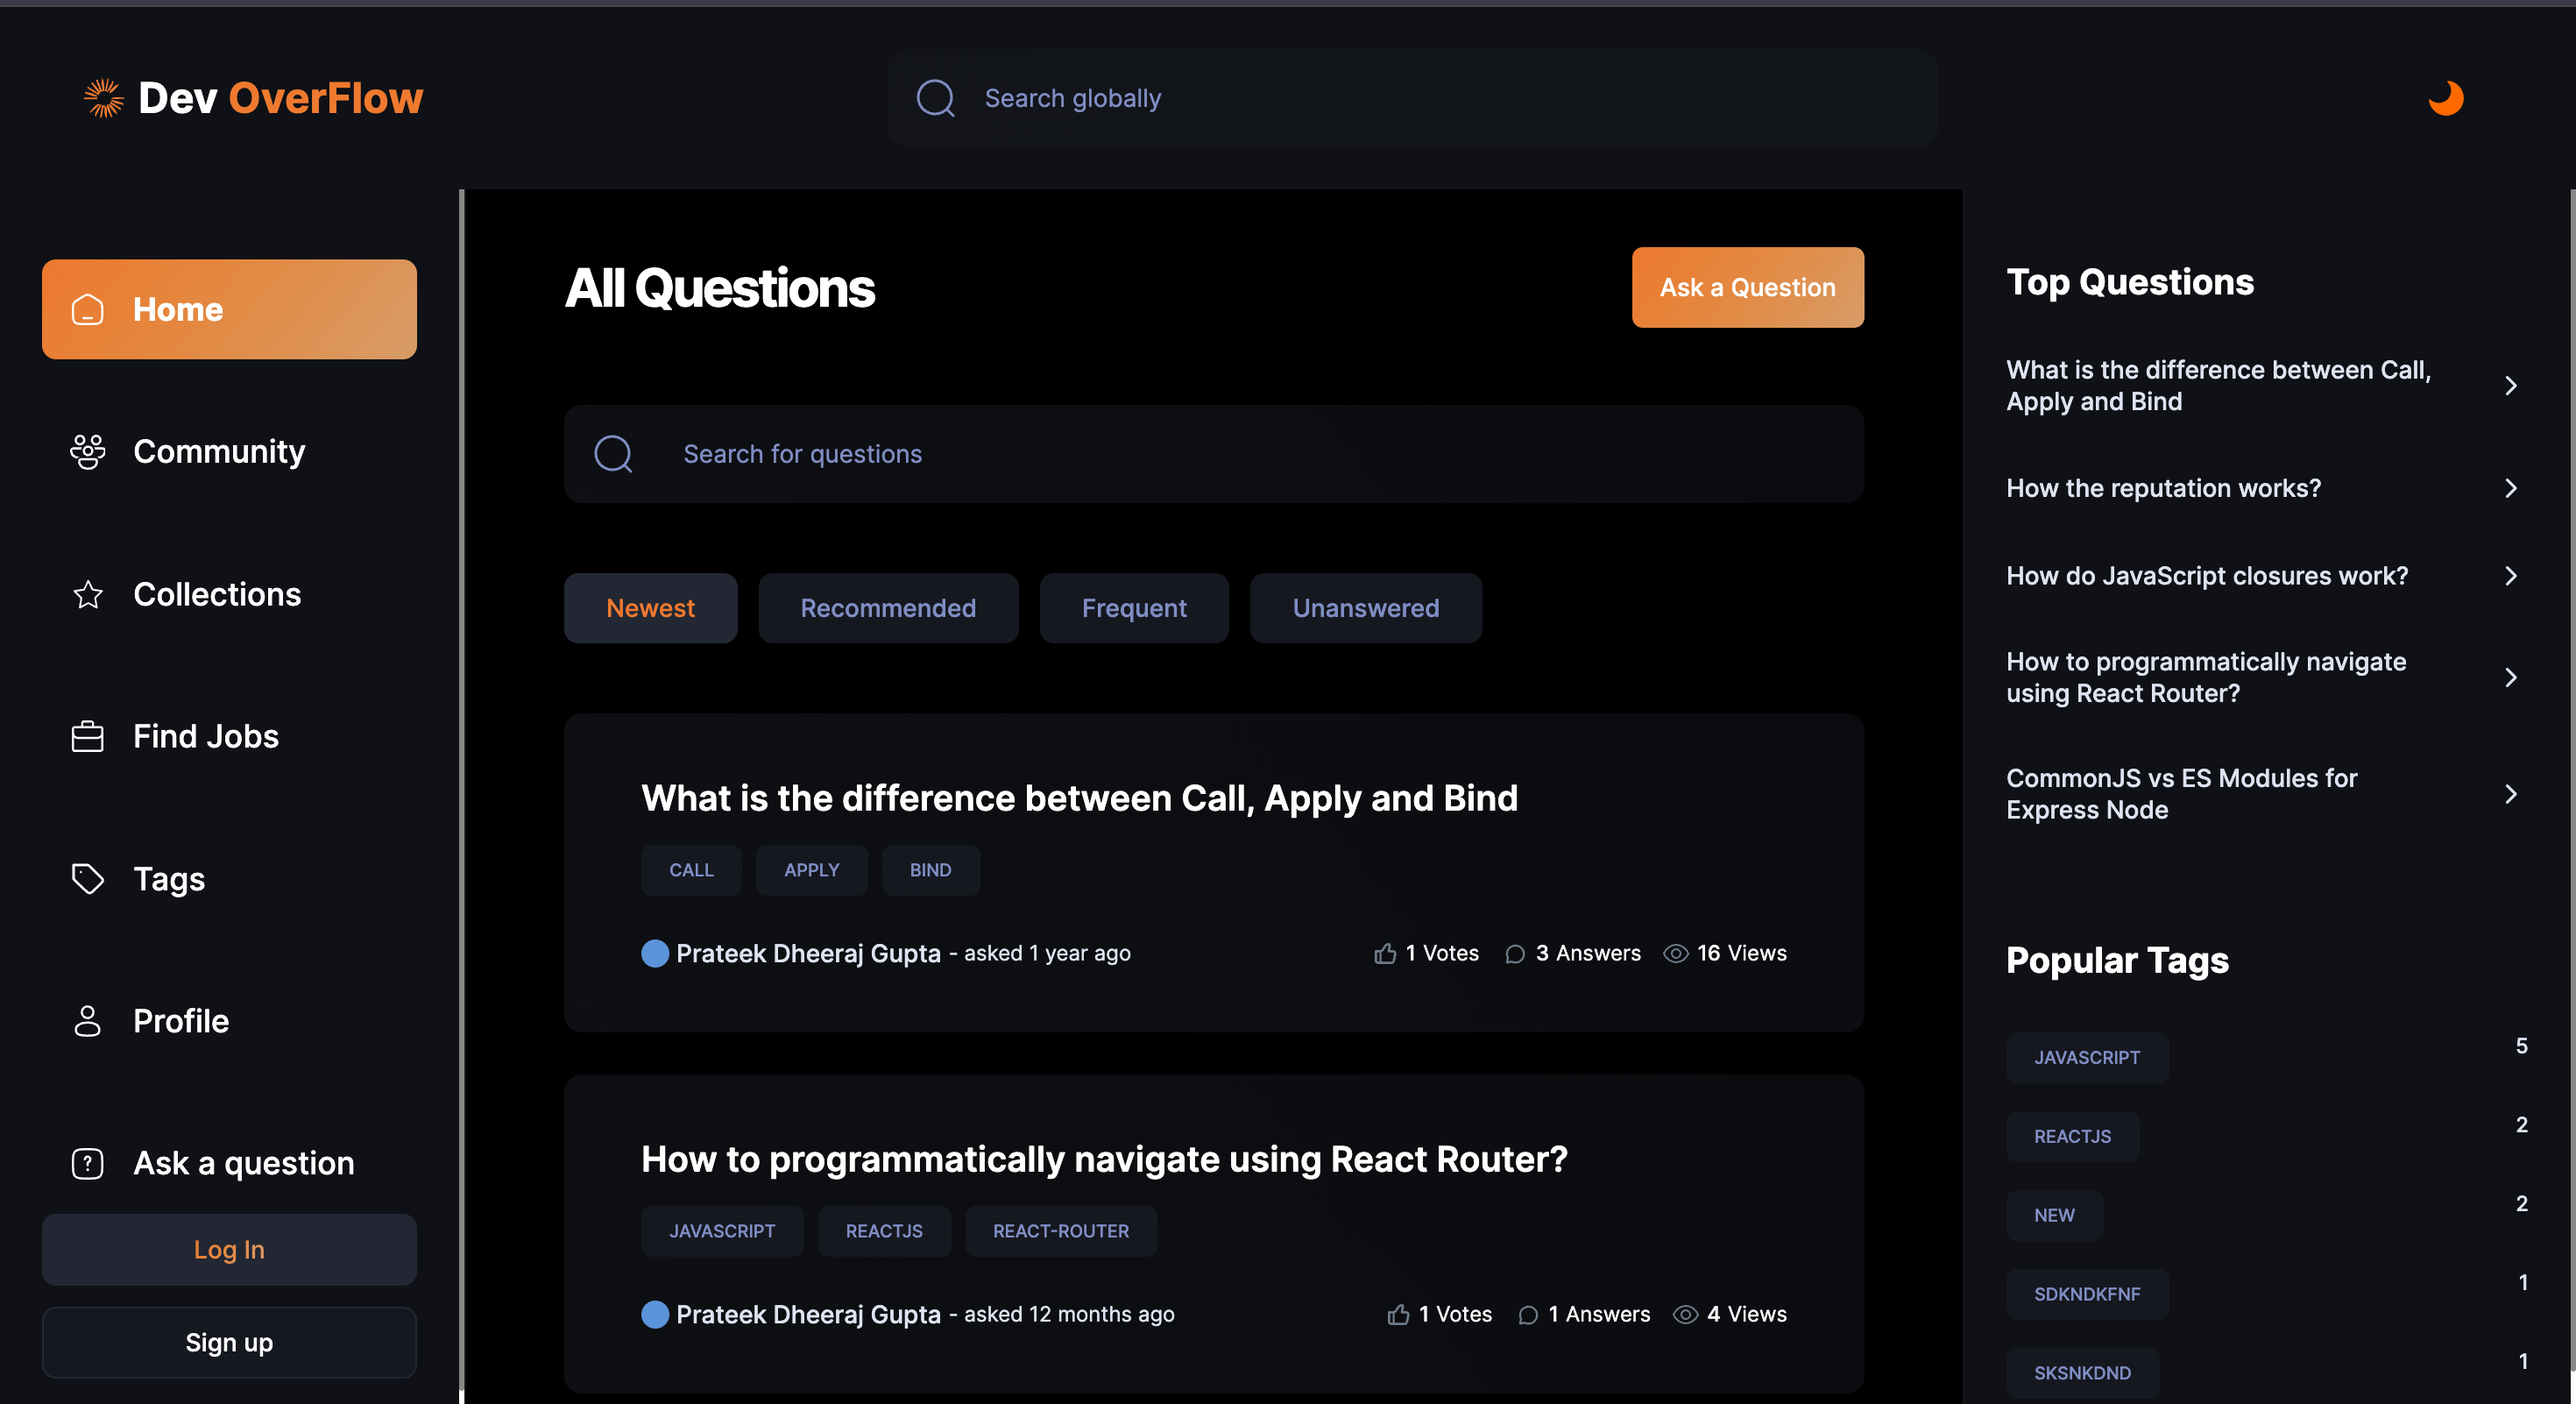 Dev OverFlow
Search globally
Home
Community
Collections
Find Jobs
Tags
Profile
? Ask a question
Log In
Sign up
All Questions
Ask a Question
Search for questions
Newest
Recommended
Frequent
Unanswered
What is the difference between Call, Apply and Bind
CALL
APPLY
BIND
Prateek Dheeraj Gupta - asked 1 year ago
1 Votes
3 Answers
16 Views
How to programmatically navigate using React Router?
JAVASCRIPT
REACTJS
REACT-ROUTER
Prateek Dheeraj Gupta - asked 12 months ago
1 Votes
1 Answers
4 Views
Top Questions
What is the difference between Call,
Apply and Bind
How the reputation works?
How do JavaScript closures work?
How to programmatically navigate
using React Router?
CommonJS vs ES Modules for
Express Node
Popular Tags
JAVASCRIPT 5
REACTJS 2
NEW 2
SDKNDKFNF 1
SKSNKDND 1